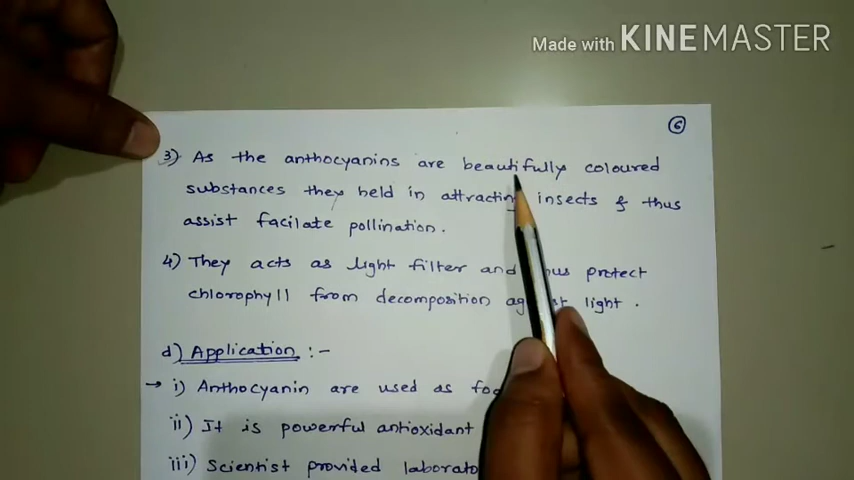 Made with KINEMASTER
6
3) As the anthocyanins are beautifully coloured
substances they held in attracting insects & thus
assist facilate pollination.
4) They acts as light filter and protect
chlorophyll from decomposition light.
d) Application :-
→ i) Anthocyanin are used as
ii) It is powerful antioxidant
iii) Scientist provided